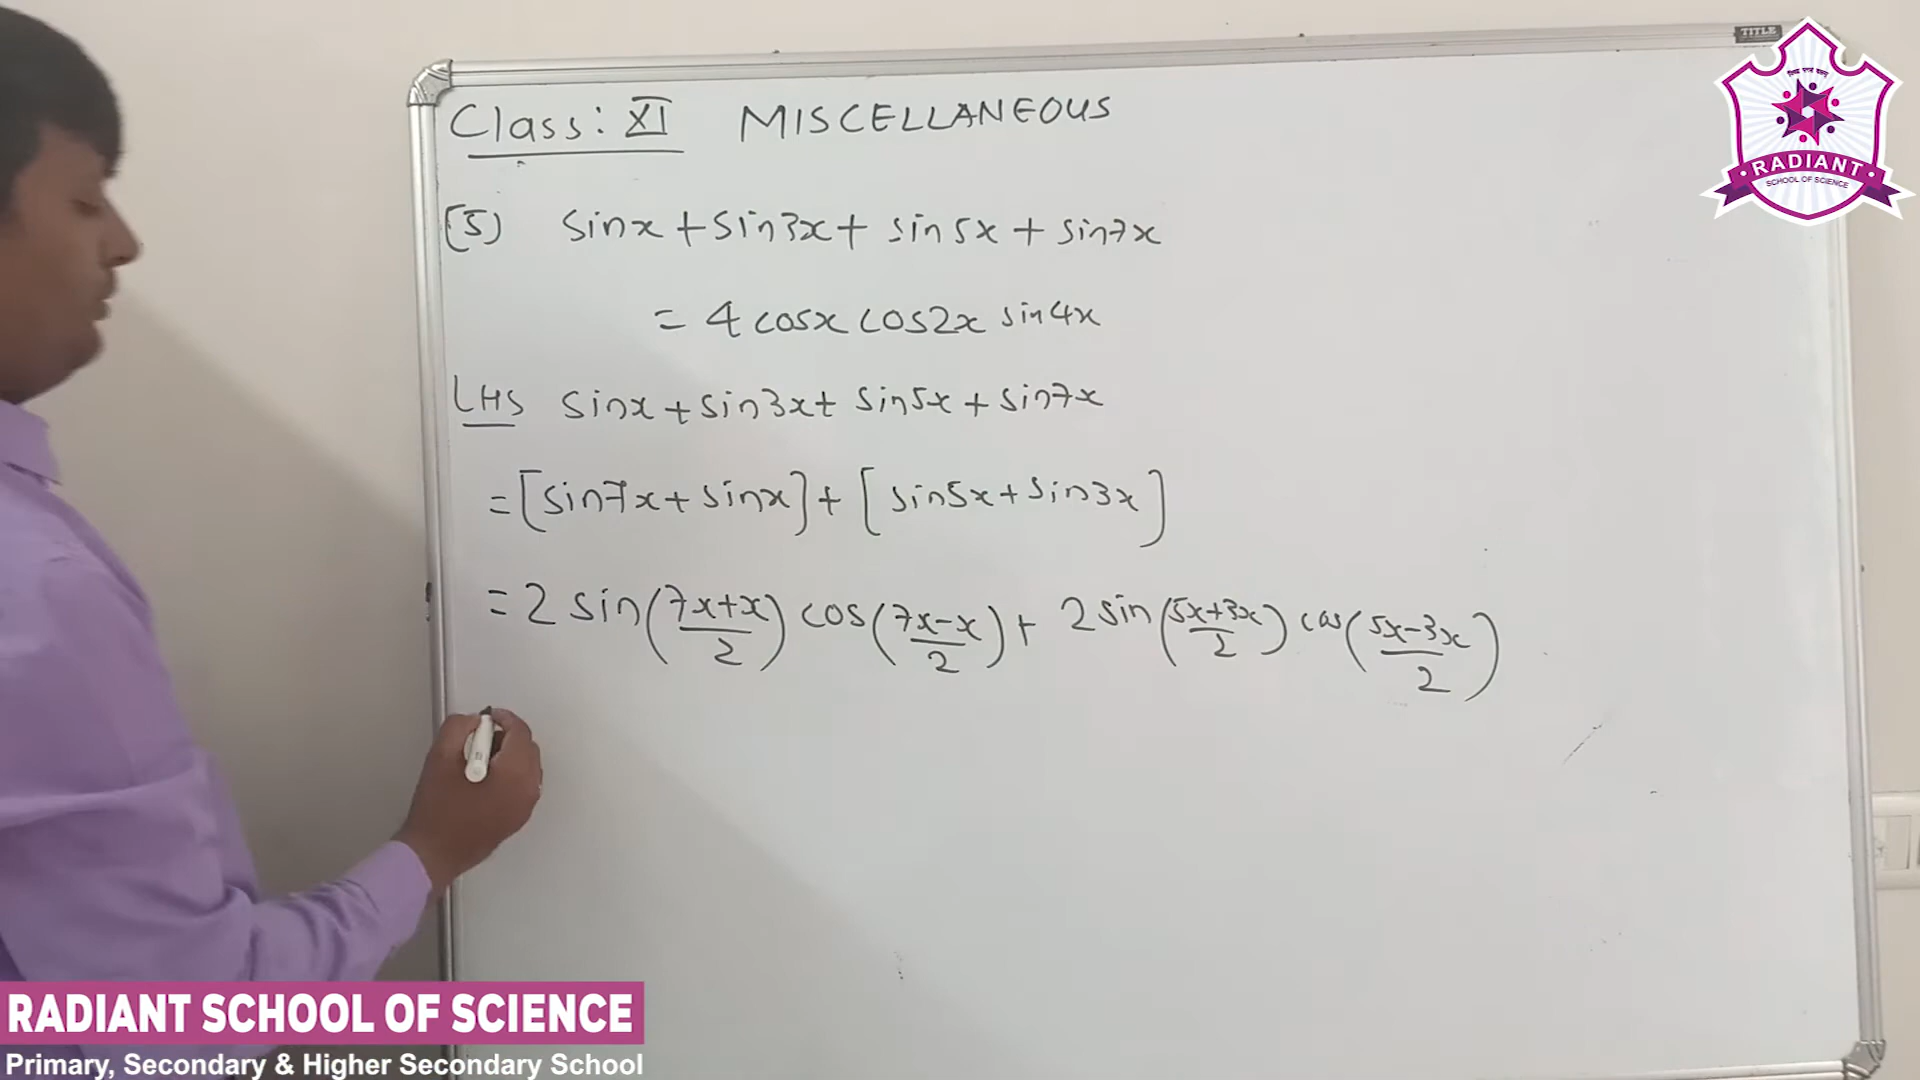 TITLE
Class: XI MISCELLANEOUS
(5) sinx + sin3x + sin5x + sin7x
= 4 cosx cos2x sin4x
LHS sinx + sin3x + sin5x + sin7x
= [sin7x + sinx] + [sin5x + sin3x]
= 2 sin(7x+x/2) cos(7x-x/2) + 2 sin(5x+3x/2) cos(5x-3x/2)
RADIANT
SCHOOL OF SCIENCE
RADIANT SCHOOL OF SCIENCE
Primary, Secondary & Higher Secondary School